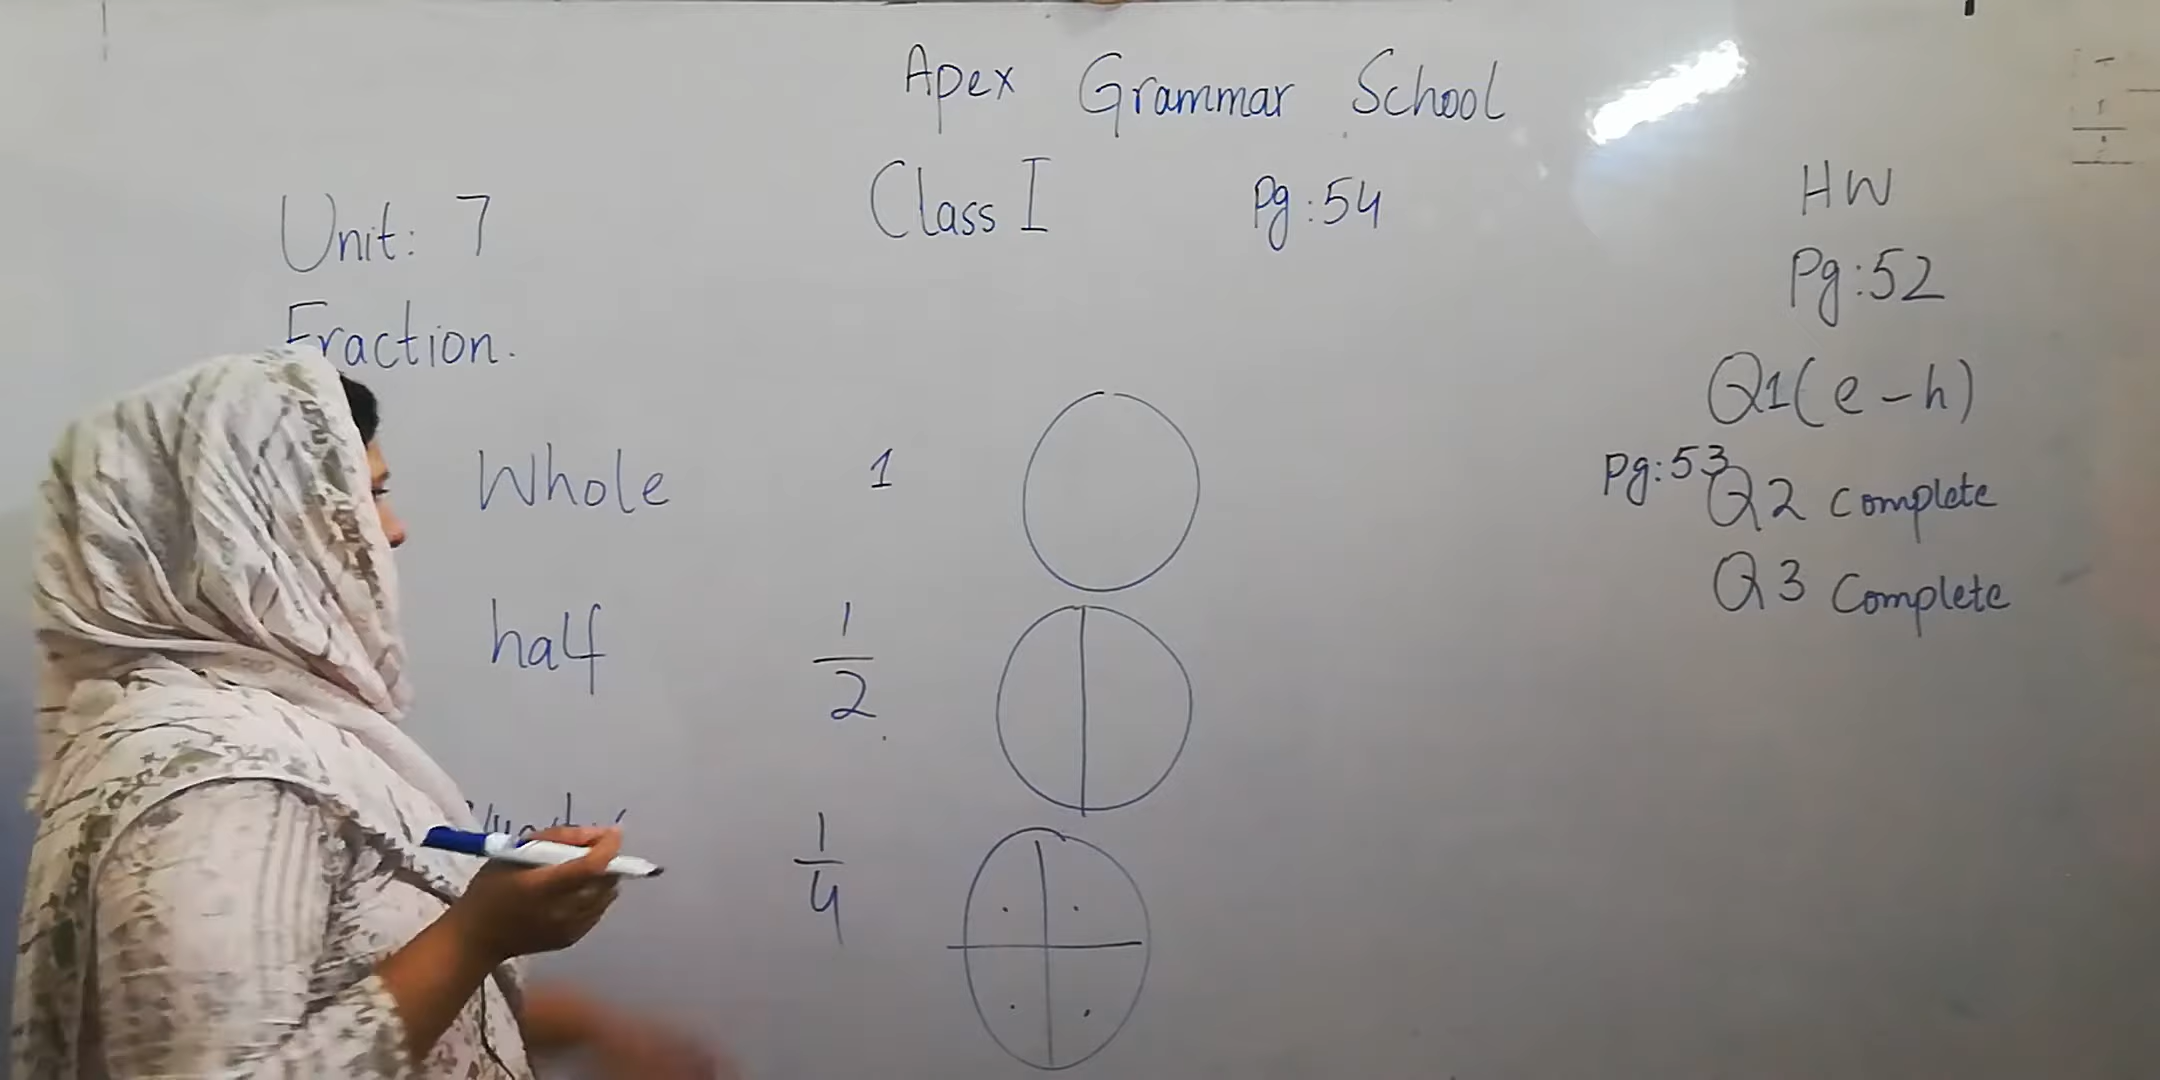 Apex Grammar School
Class I Pg:54
Unit: 7
Fraction.
Whole 1
half 1/2
1/4
HW
Pg:52
Q1(e-h)
Pg:53 Q2 Complete
Q3 Complete